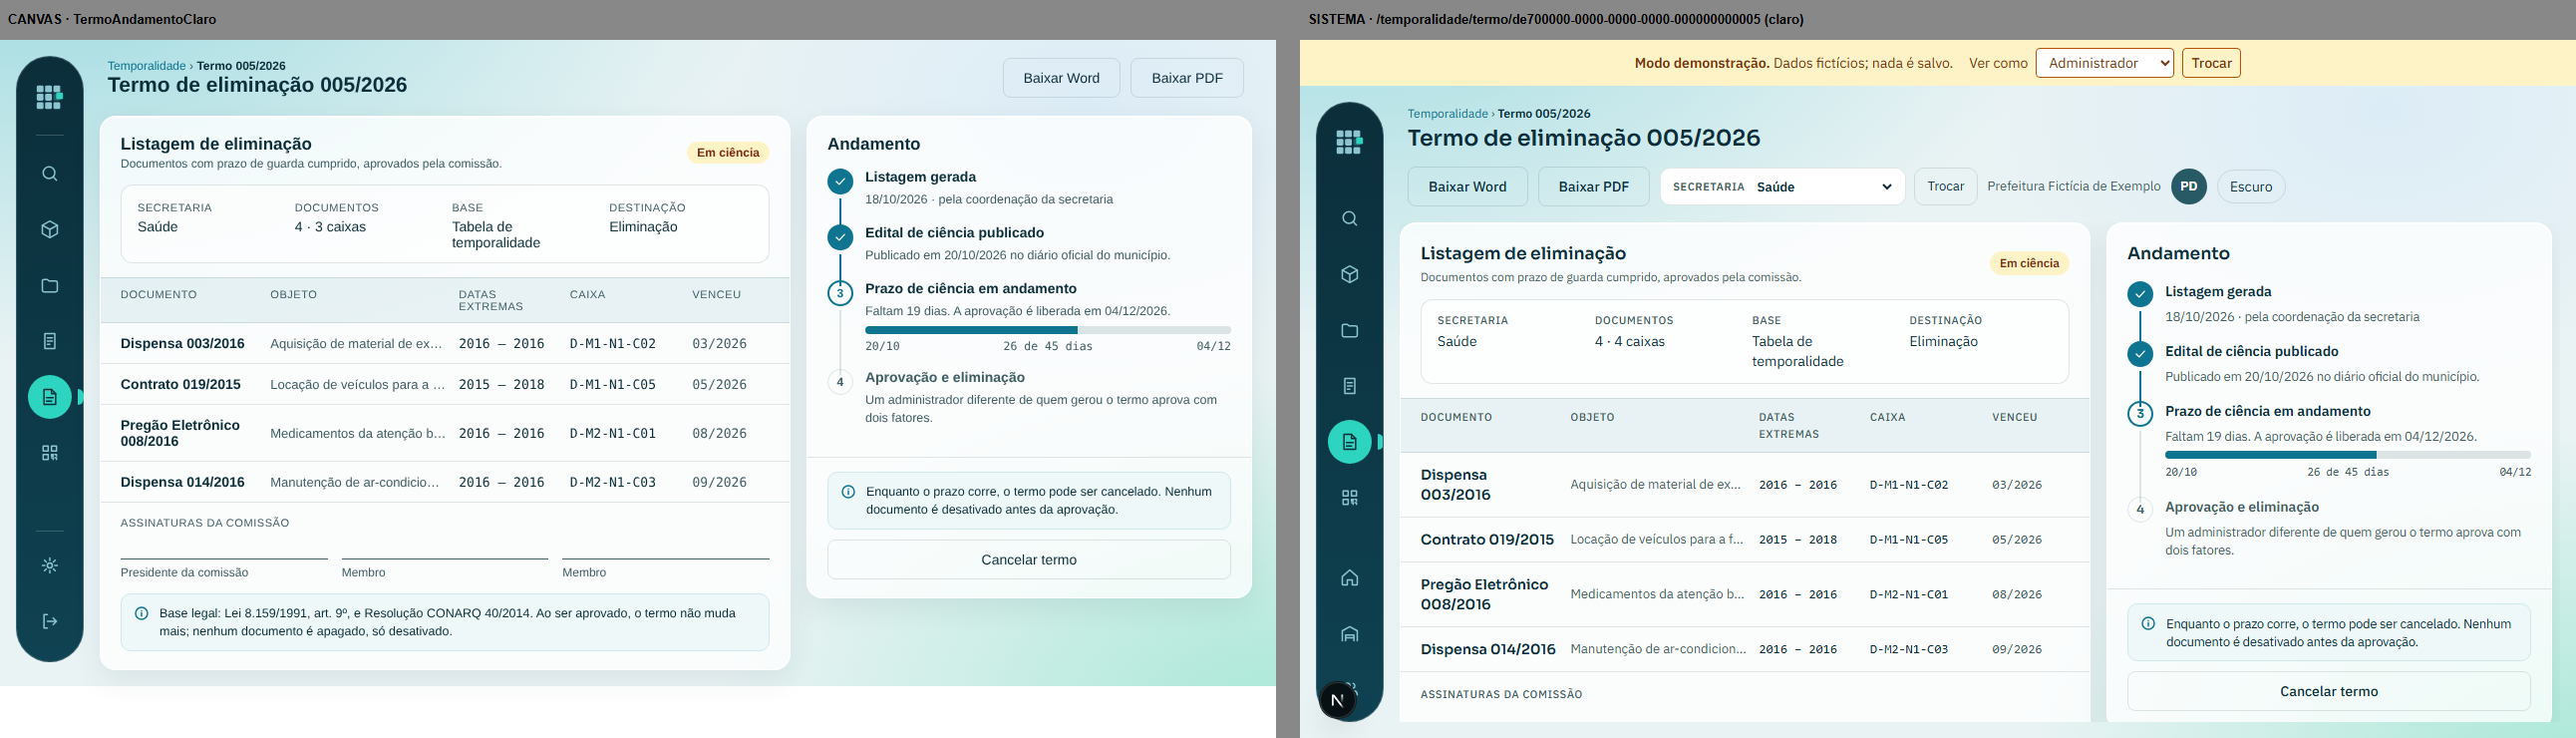 CANVAS · TermoAndamentoClaro
Temporalidade › Termo 005/2026
Termo de eliminação 005/2026
Baixar Word
Baixar PDF
Listagem de eliminação
Documentos com prazo de guarda cumprido, aprovados pela comissão.
Em ciência
SECRETARIA
Saúde
DOCUMENTOS
4 · 3 caixas
BASE
Tabela de
temporalidade
DESTINAÇÃO
Eliminação
DOCUMENTO OBJETO DATAS EXTREMAS CAIXA VENCEU
Dispensa 003/2016 Aquisição de material de ex… 2016 – 2016 D-M1-N1-C02 03/2026
Contrato 019/2015 Locação de veículos para a … 2015 – 2018 D-M1-N1-C05 05/2026
Pregão Eletrônico 008/2016 Medicamentos da atenção b… 2016 – 2016 D-M2-N1-C01 08/2026
Dispensa 014/2016 Manutenção de ar-condicio… 2016 – 2016 D-M2-N1-C03 09/2026
ASSINATURAS DA COMISSÃO
Presidente da comissão
Membro
Membro
Base legal: Lei 8.159/1991, art. 9º, e Resolução CONARQ 40/2014. Ao ser aprovado, o termo não muda
mais; nenhum documento é apagado, só desativado.
Andamento
Listagem gerada
18/10/2026 · pela coordenação da secretaria
Edital de ciência publicado
Publicado em 20/10/2026 no diário oficial do município.
3
Prazo de ciência em andamento
Faltam 19 dias. A aprovação é liberada em 04/12/2026.
20/10 26 de 45 dias 04/12
4
Aprovação e eliminação
Um administrador diferente de quem gerou o termo aprova com
dois fatores.
Enquanto o prazo corre, o termo pode ser cancelado. Nenhum
documento é desativado antes da aprovação.
Cancelar termo
SISTEMA · /temporalidade/termo/de700000-0000-0000-0000-000000000005 (claro)
Modo demonstração. Dados fictícios; nada é salvo. Ver como Administrador Trocar
Temporalidade › Termo 005/2026
Termo de eliminação 005/2026
Baixar Word
Baixar PDF
SECRETARIA Saúde
Trocar
Prefeitura Fictícia de Exemplo
PD
Escuro
Listagem de eliminação
Documentos com prazo de guarda cumprido, aprovados pela comissão.
Em ciência
SECRETARIA
Saúde
DOCUMENTOS
4 · 4 caixas
BASE
Tabela de
temporalidade
DESTINAÇÃO
Eliminação
DOCUMENTO OBJETO DATAS EXTREMAS CAIXA VENCEU
Dispensa 003/2016 Aquisição de material de ex… 2016 – 2016 D-M1-N1-C02 03/2026
Contrato 019/2015 Locação de veículos para a f… 2015 – 2018 D-M1-N1-C05 05/2026
Pregão Eletrônico 008/2016 Medicamentos da atenção b… 2016 – 2016 D-M2-N1-C01 08/2026
Dispensa 014/2016 Manutenção de ar-condicion… 2016 – 2016 D-M2-N1-C03 09/2026
ASSINATURAS DA COMISSÃO
N
Andamento
Listagem gerada
18/10/2026 · pela coordenação da secretaria
Edital de ciência publicado
Publicado em 20/10/2026 no diário oficial do município.
3
Prazo de ciência em andamento
Faltam 19 dias. A aprovação é liberada em 04/12/2026.
20/10 26 de 45 dias 04/12
4
Aprovação e eliminação
Um administrador diferente de quem gerou o termo aprova com
dois fatores.
Enquanto o prazo corre, o termo pode ser cancelado. Nenhum
documento é desativado antes da aprovação.
Cancelar termo